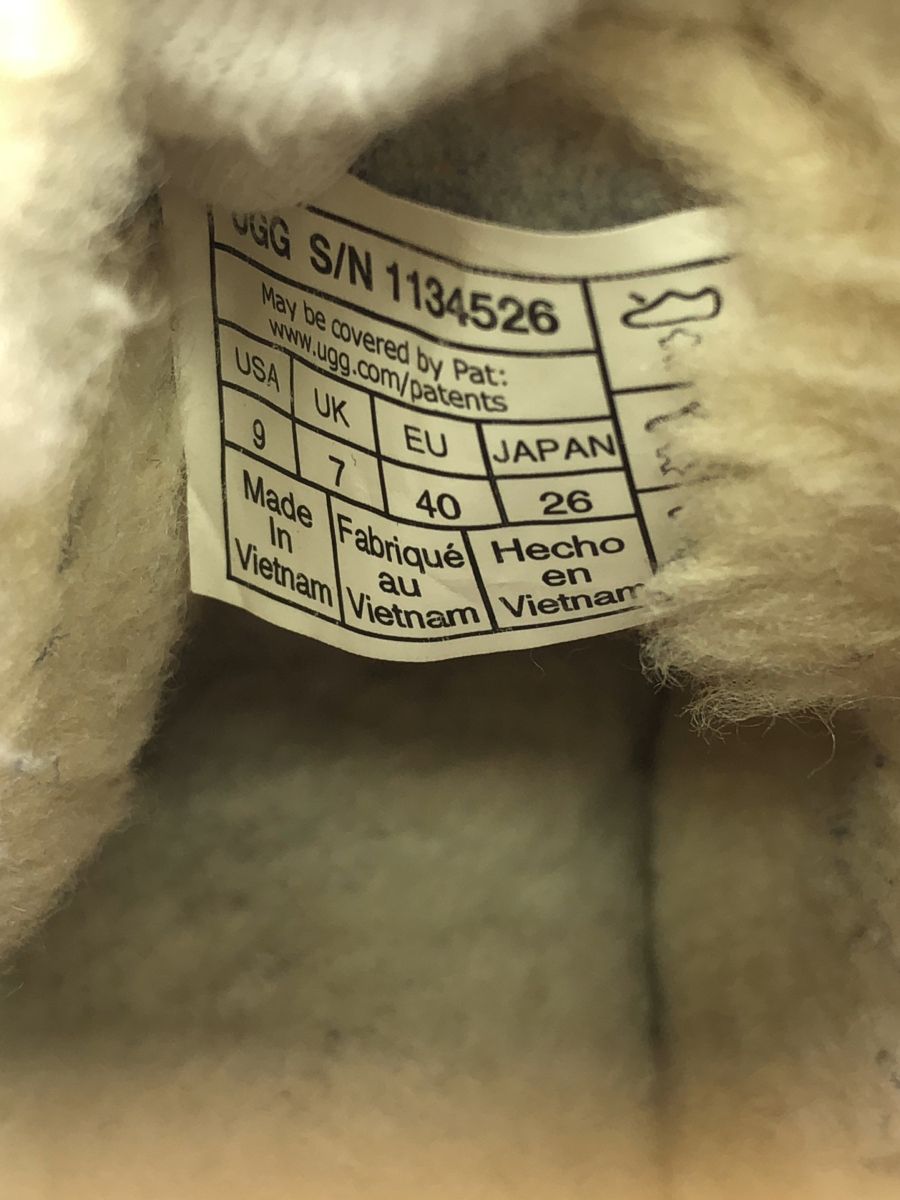 UGG S/N 1134526
May be covered by Pat:
www.ugg.com/patents
USA UK EU JAPAN
9 7 40 26
Made In Vietnam
Fabriqué au Vietnam
Hecho en Vietnam